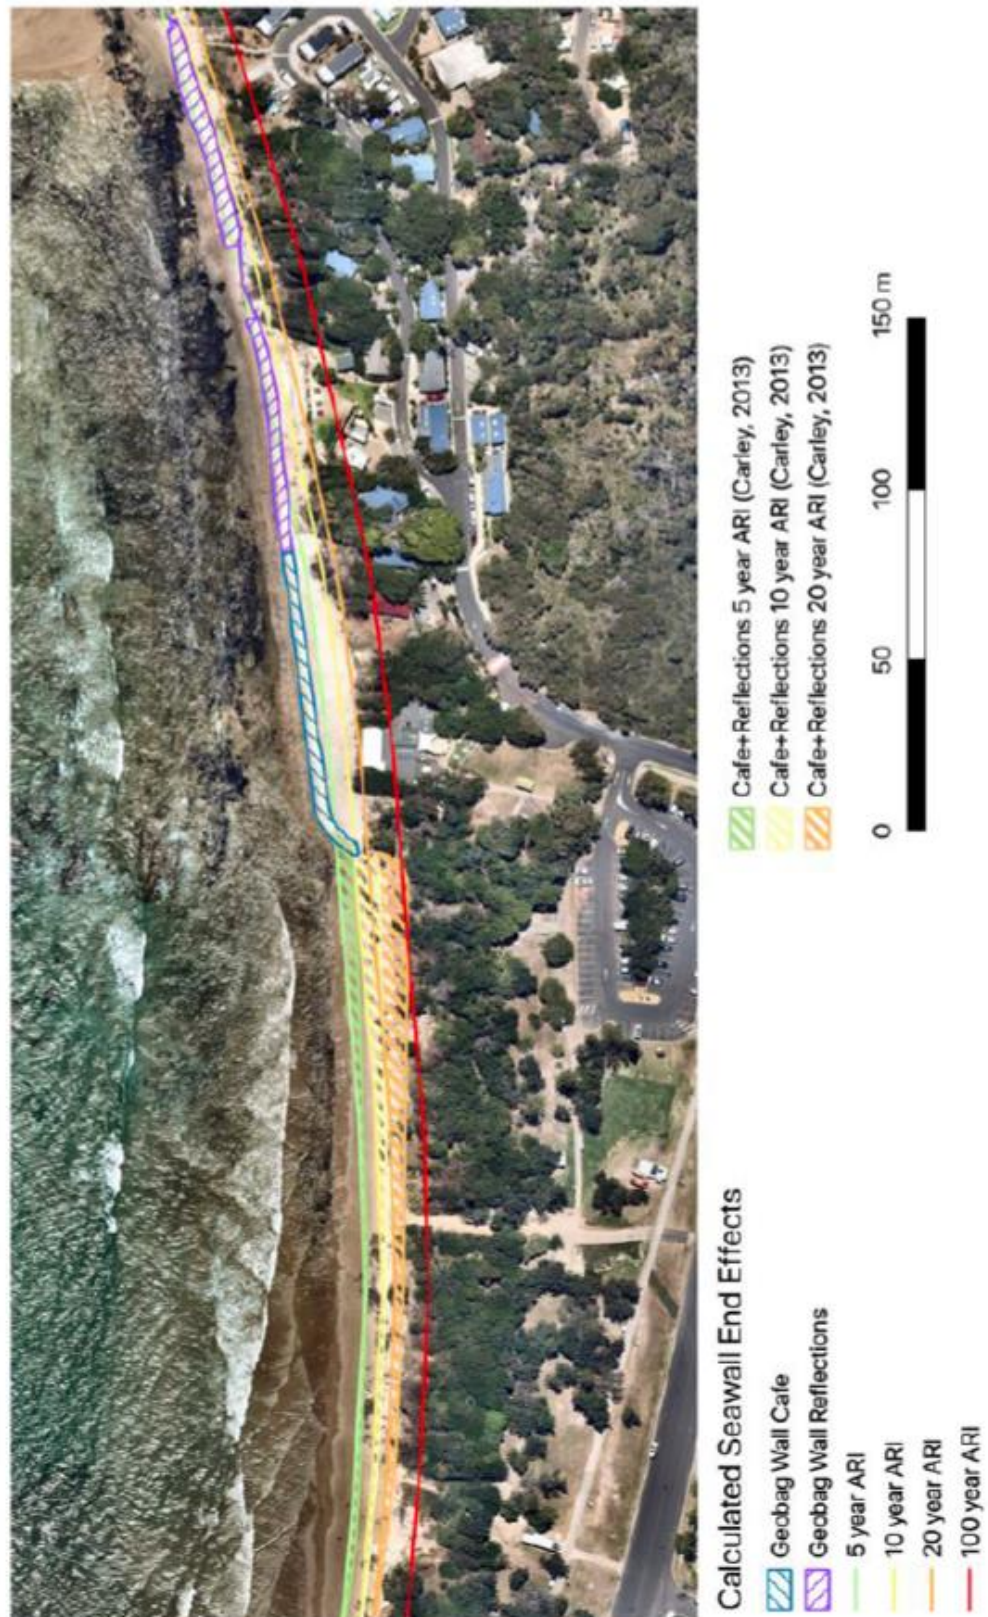 Calculated Seawall End Effects
Geobag Wall Cafe
Geobag Wall Reflections
5 year ARI
10 year ARI
20 year ARI
100 year ARI
Cafe+Reflections 5 year ARI (Carley, 2013)
Cafe+Reflections 10 year ARI (Carley, 2013)
Cafe+Reflections 20 year ARI (Carley, 2013)
0 50 100 150 m